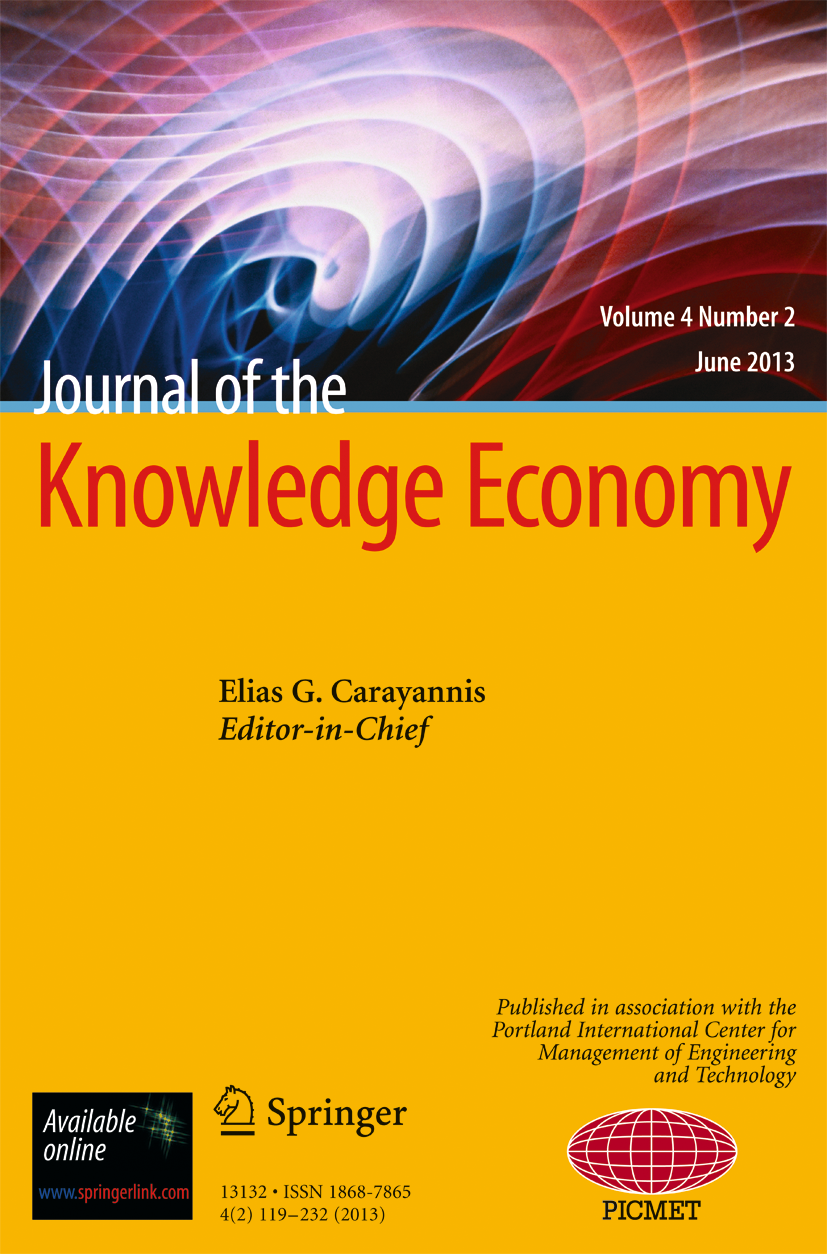 Volume 4 Number 2
June 2013
Journal of the
Knowledge Economy
Elias G. Carayannis
Editor-in-Chief
Published in association with the
Portland International Center for
Management of Engineering
and Technology
Available
online
www.springerlink.com
Springer
13132 • ISSN 1868-7865
4(2) 119–232 (2013)
PICMET